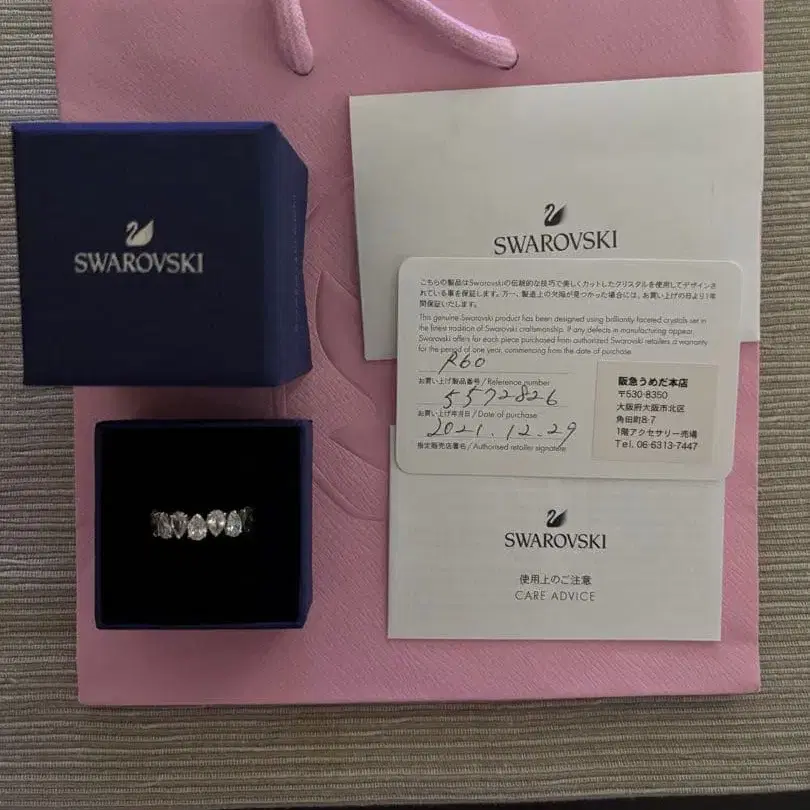 SWAROVSKI
SWAROVSKI
こちらの製品はSwarovskiの伝統的な技巧で美しくカットしたクリスタルを使用してデザインさ
れている事を保証します。万一、製造上の欠陥が見つかった場合には、お買い上げの日より1年
間保証いたします。
This genuine Swarovski product has been designed using brilliantly faceted crystals set in
the finest tradition of Swarovski craftsmanship. If any defects in manufacturing appear,
Swarovski offers for each piece purchased from authorized Swarovski retailers a warranty
for the period of one year, commencing from the date of purchase.
R60
お買い上げ製品番号/Reference number
5572826
お買い上げ年月日/Date of purchase
2021.12.29
指定販売店署名/Authorised retailer signature
阪急うめだ本店
〒530-8350
大阪府大阪市北区
角田町8-7
1階アクセサリー売場
Tel. 06-6313-7447
SWAROVSKI
使用上のご注意
CARE ADVICE